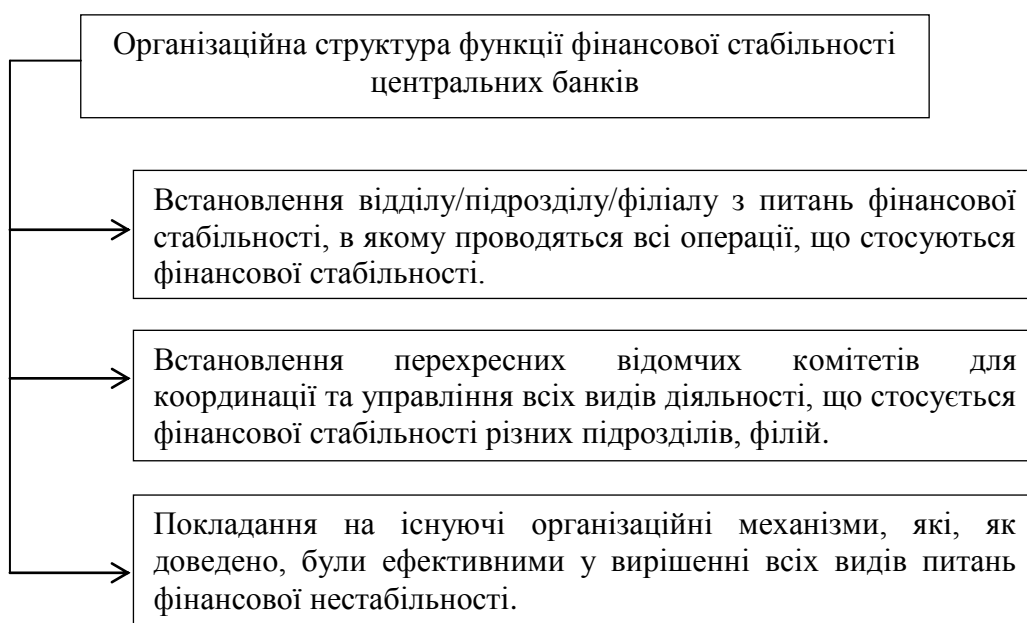 Організаційна структура функції фінансової стабільності
центральних банків
Встановлення відділу/підрозділу/філіалу з питань фінансової
стабільності, в якому проводяться всі операції, що стосуються
фінансової стабільності.
Встановлення перехресних відомчих комітетів для
координації та управління всіх видів діяльності, що стосується
фінансової стабільності різних підрозділів, філій.
Покладання на існуючі організаційні механізми, які, як
доведено, були ефективними у вирішенні всіх видів питань
фінансової нестабільності.